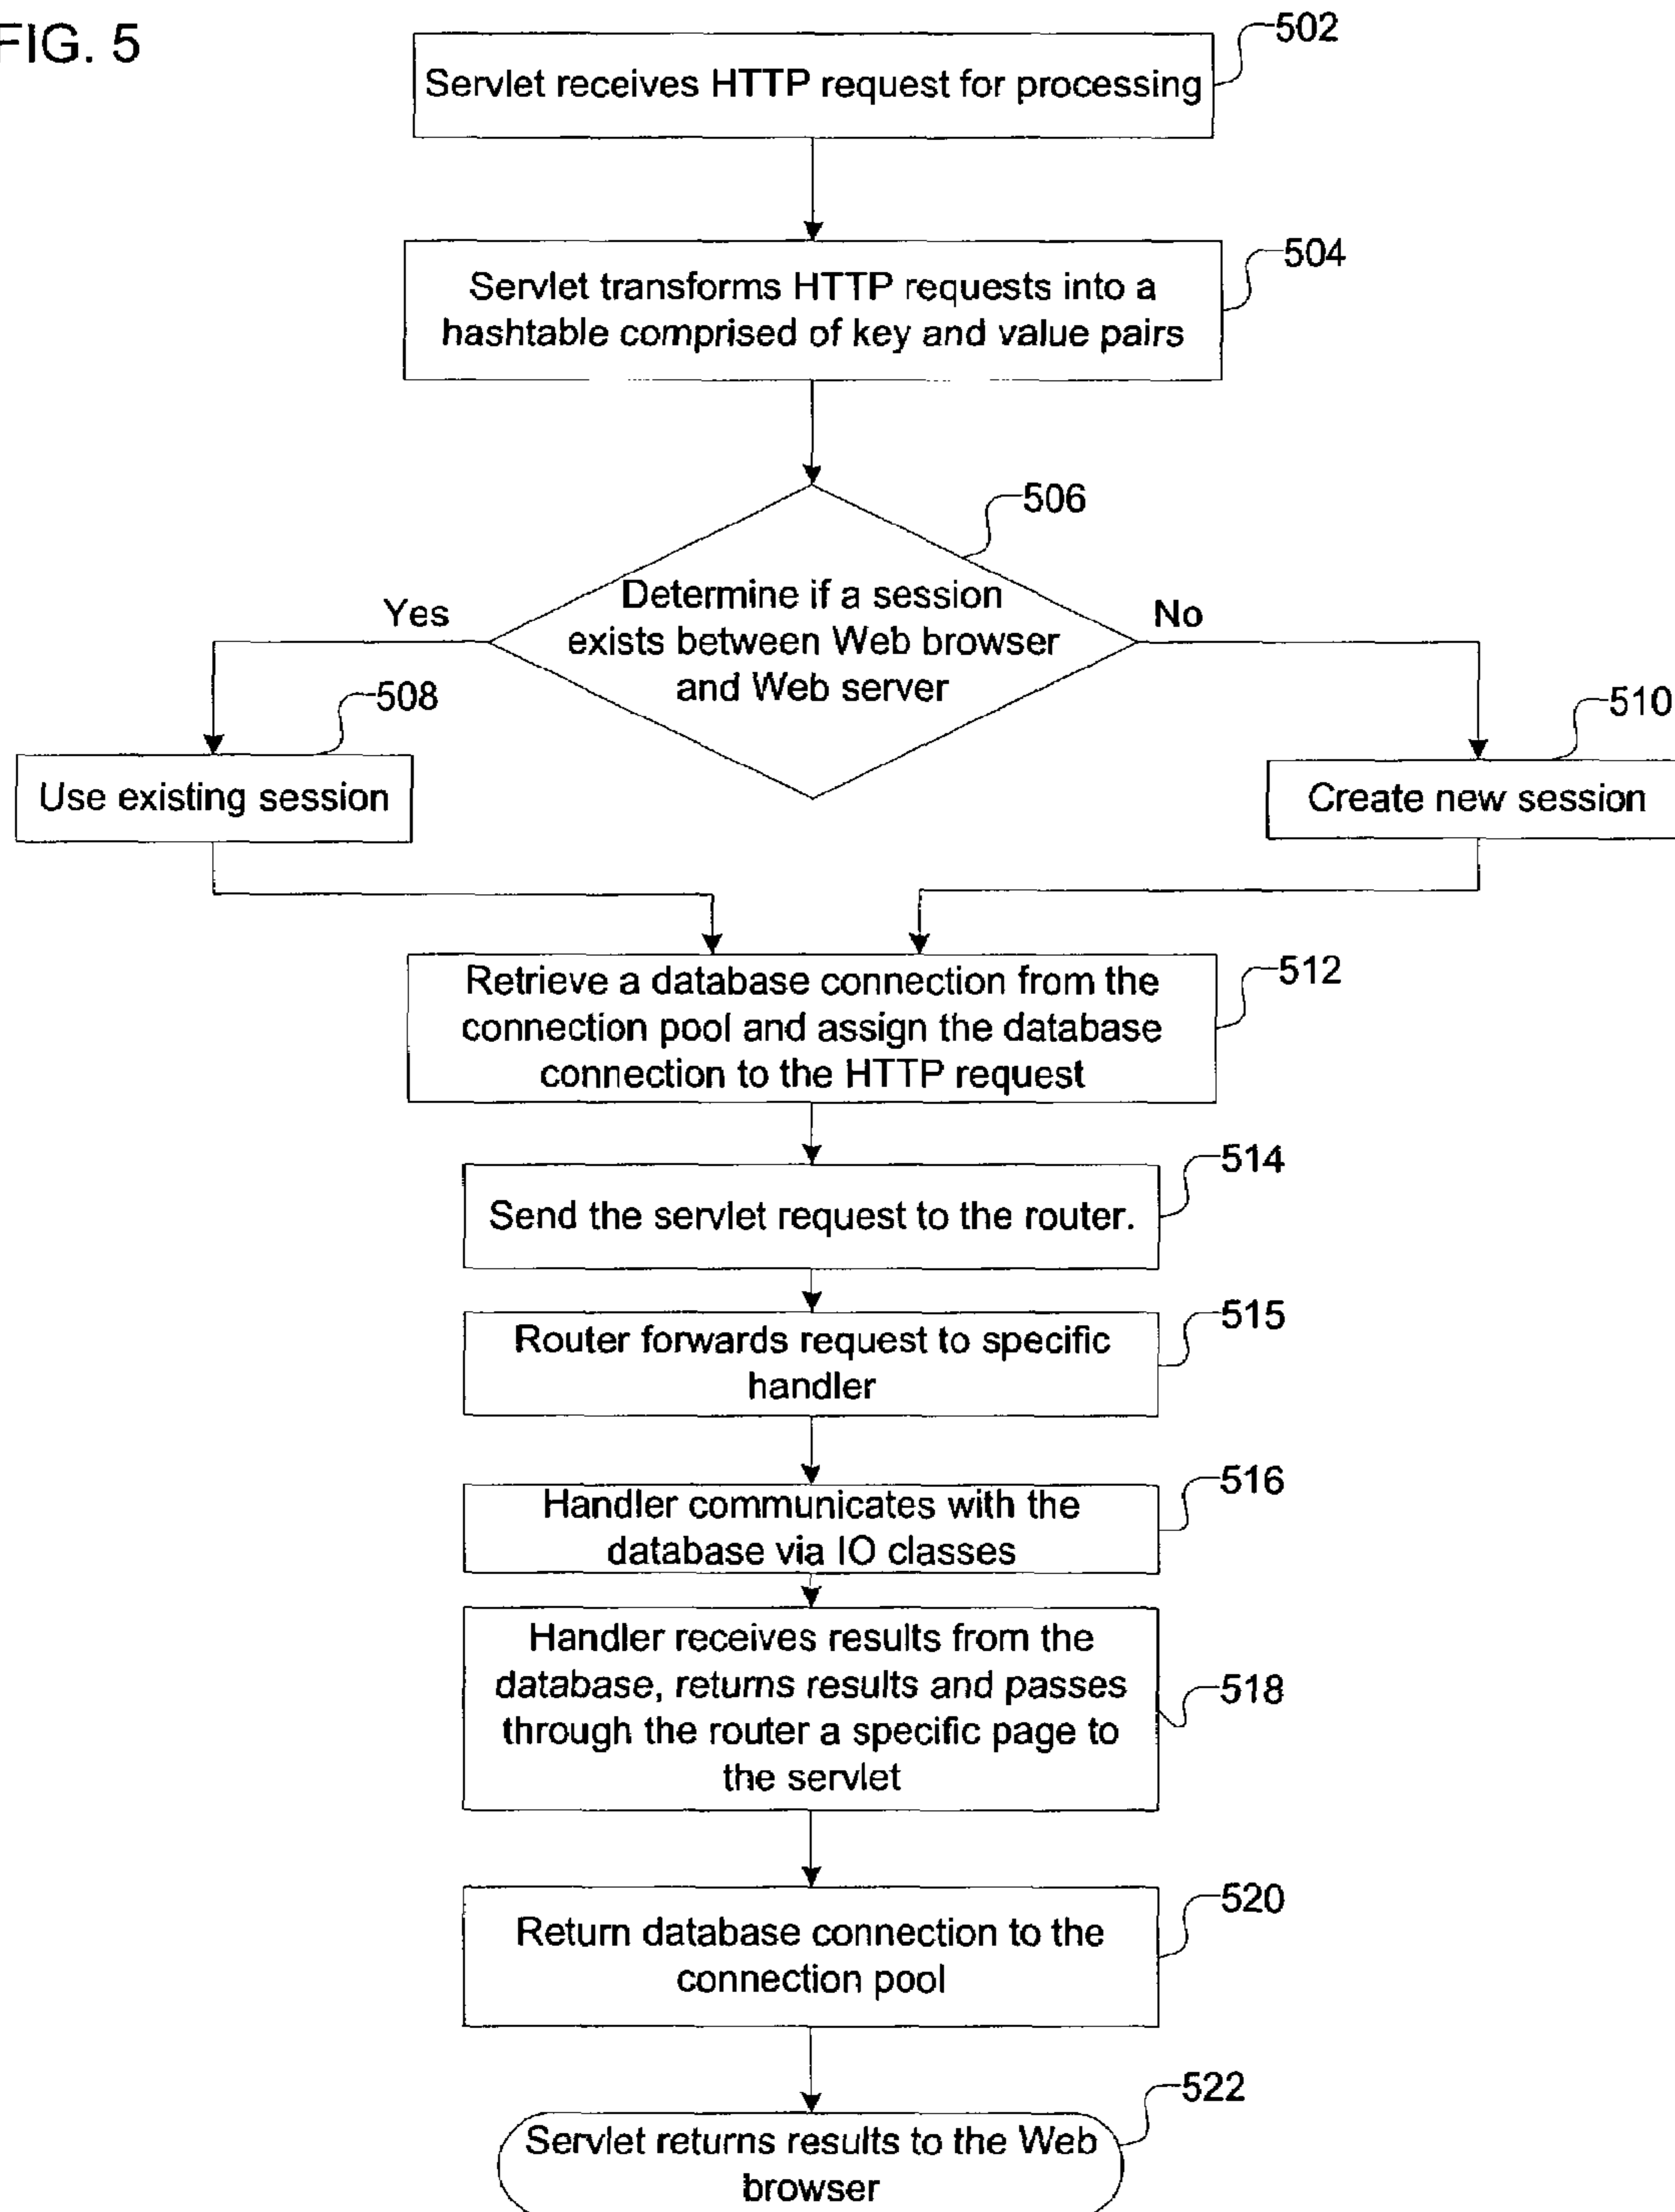 FIG. 5
502
Servlet receives HTTP request for processing
504
Servlet transforms HTTP requests into a
hashtable comprised of key and value pairs
506
Determine if a session
exists between Web browser
and Web server
Yes
No
508
Use existing session
510
Create new session
512
Retrieve a database connection from the
connection pool and assign the database
connection to the HTTP request
514
Send the servlet request to the router.
515
Router forwards request to specific
handler
516
Handler communicates with the
database via IO classes
518
Handler receives results from the
database, returns results and passes
through the router a specific page to
the servlet
520
Return database connection to the
connection pool
522
Servlet returns results to the Web
browser